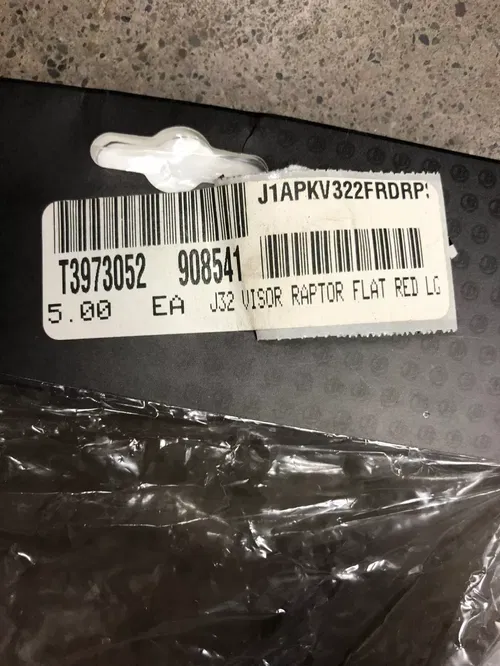 J1APKV322FRDRP
T3973052 908541
5.00 EA J32 VISOR RAPTOR FLAT RED LG